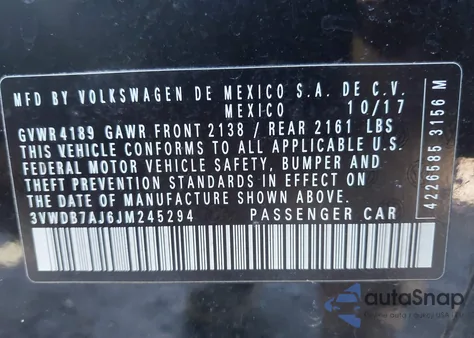 MFD BY VOLKSWAGEN DE MEXICO S.A. DE C.V.
MEXICO 10/17
GVWR4189 GAWR FRONT 2138 / REAR 2161 LBS
THIS VEHICLE CONFORMS TO ALL APPLICABLE U.S.
FEDERAL MOTOR VEHICLE SAFETY, BUMPER AND
THEFT PREVENTION STANDARDS IN EFFECT ON
THE DATE OF MANUFACTURE SHOWN ABOVE.
3VWDB7AJ6JM245294 PASSENGER CAR
4226585 3156 M
autoSnap